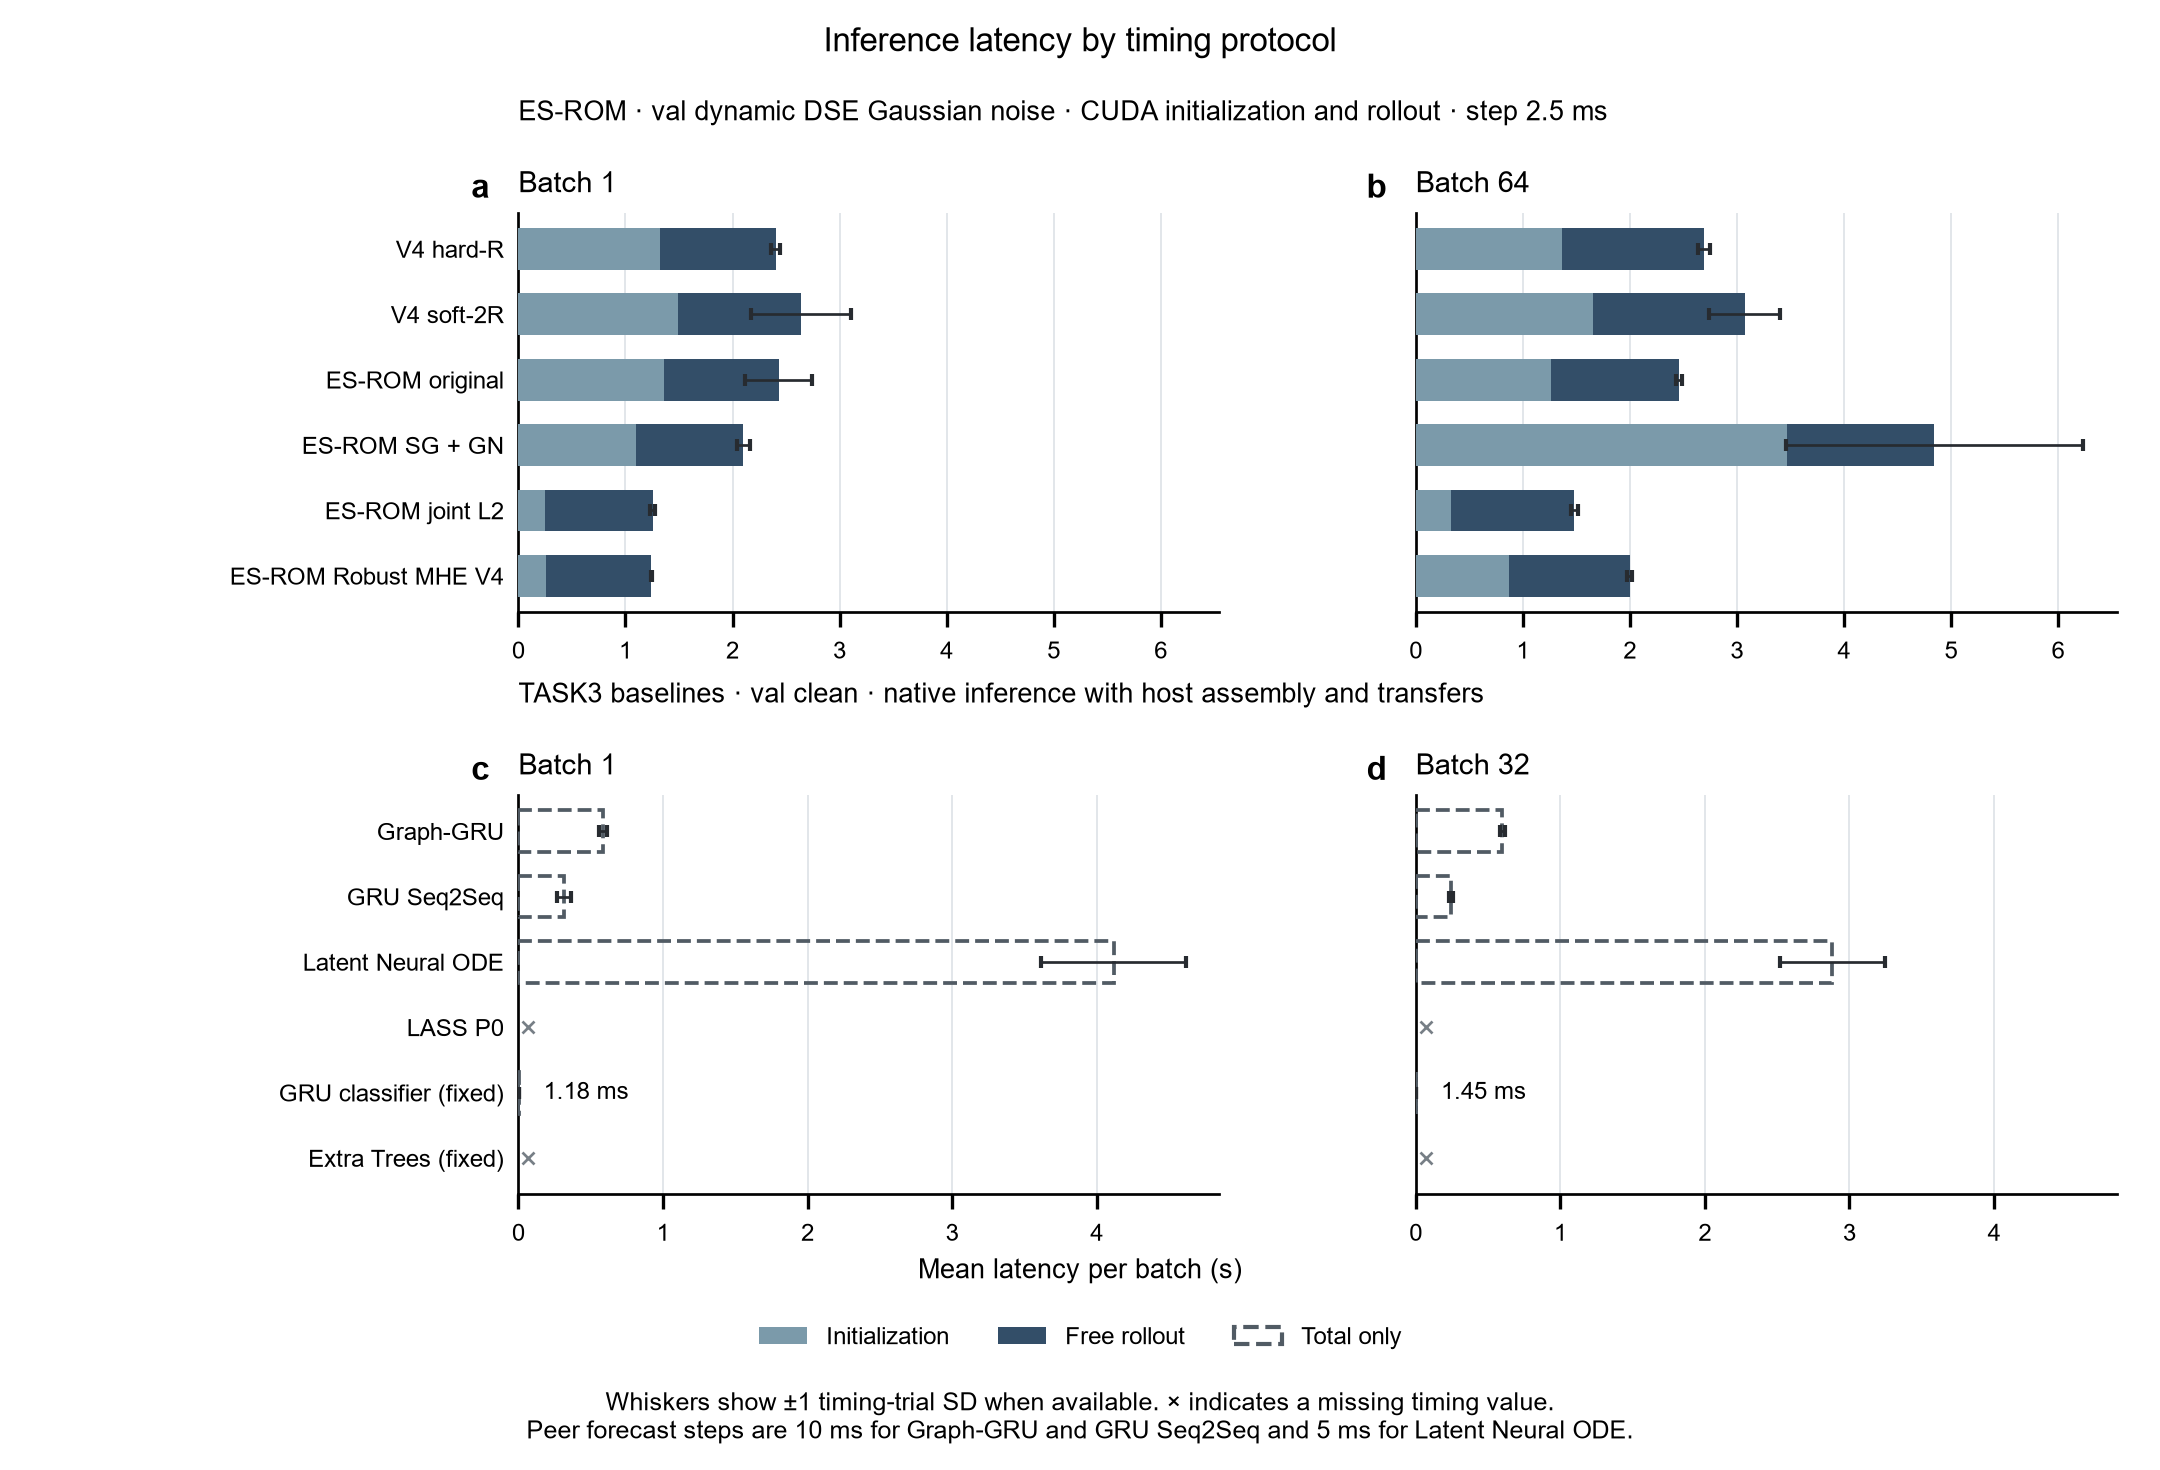 Inference latency by timing protocol
ES-ROM · val dynamic DSE Gaussian noise · CUDA initialization and rollout · step 2.5 ms
a Batch 1
b Batch 64
V4 hard-R
V4 soft-2R
ES-ROM original
ES-ROM SG + GN
ES-ROM joint L2
ES-ROM Robust MHE V4
0 1 2 3 4 5 6
0 1 2 3 4 5 6
TASK3 baselines · val clean · native inference with host assembly and transfers
c Batch 1
d Batch 32
Graph-GRU
GRU Seq2Seq
Latent Neural ODE
LASS P0
× ×
GRU classifier (fixed)
1.18 ms
1.45 ms
Extra Trees (fixed)
× ×
0 1 2 3 4
0 1 2 3 4
Mean latency per batch (s)
Initialization
Free rollout
Total only
Whiskers show ±1 timing-trial SD when available. × indicates a missing timing value.
Peer forecast steps are 10 ms for Graph-GRU and GRU Seq2Seq and 5 ms for Latent Neural ODE.